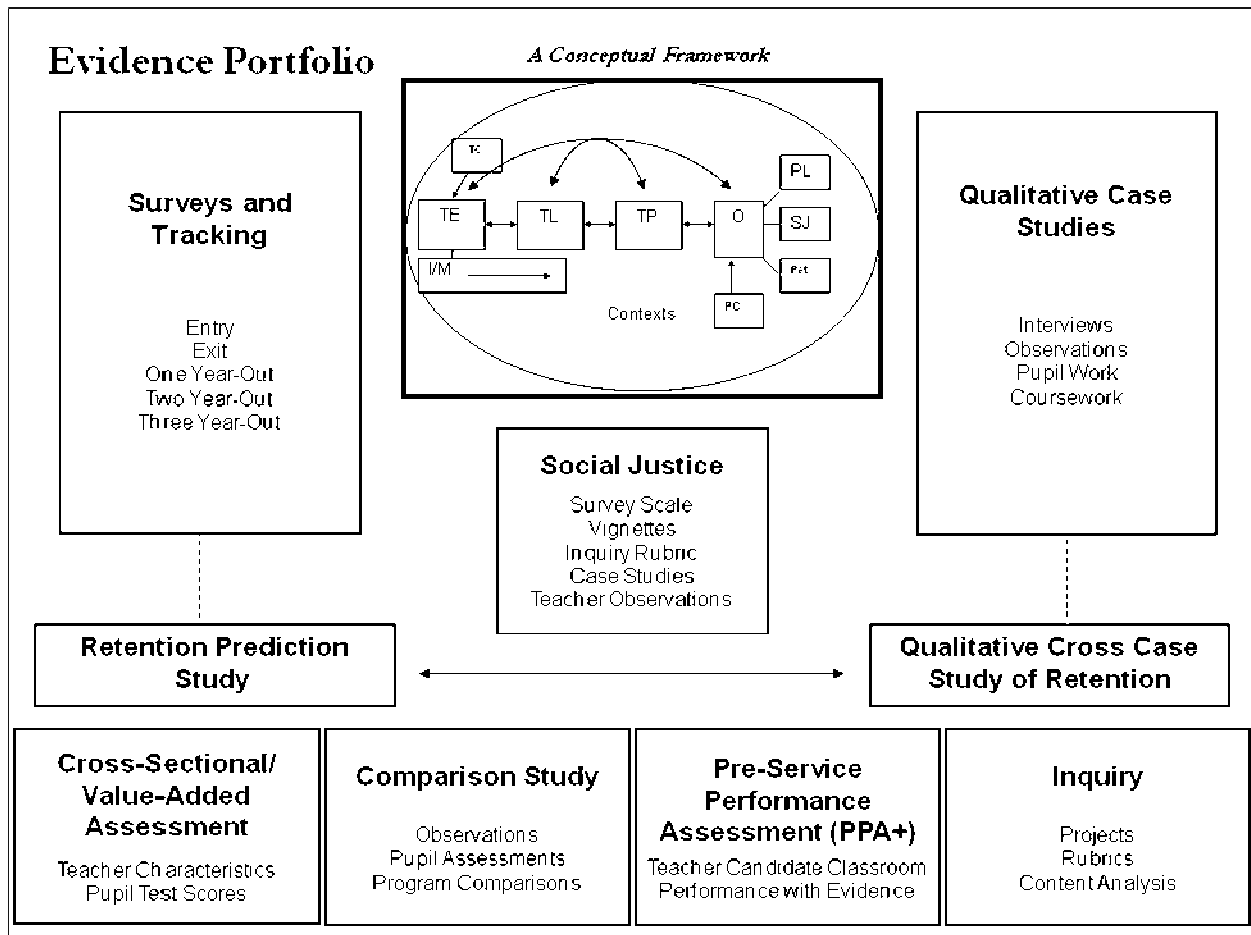 Evidence Portfolio
A Conceptual Framework
TE
TL
TP
O
PL
SJ
I/M
PC
Contexts
Surveys and
Tracking
Entry
Exit
One Year-Out
Two Year-Out
Three Year-Out
Qualitative Case
Studies
Interviews
Observations
Pupil Work
Coursework
Social Justice
Survey Scale
Vignettes
Inquiry Rubric
Case Studies
Teacher Observations
Retention Prediction
Study
Qualitative Cross Case
Study of Retention
Cross-Sectional/
Value-Added
Assessment
Teacher Characteristics
Pupil Test Scores
Comparison Study
Observations
Pupil Assessments
Program Comparisons
Pre-Service
Performance
Assessment (PPA+)
Teacher Candidate Classroom
Performance with Evidence
Inquiry
Projects
Rubrics
Content Analysis